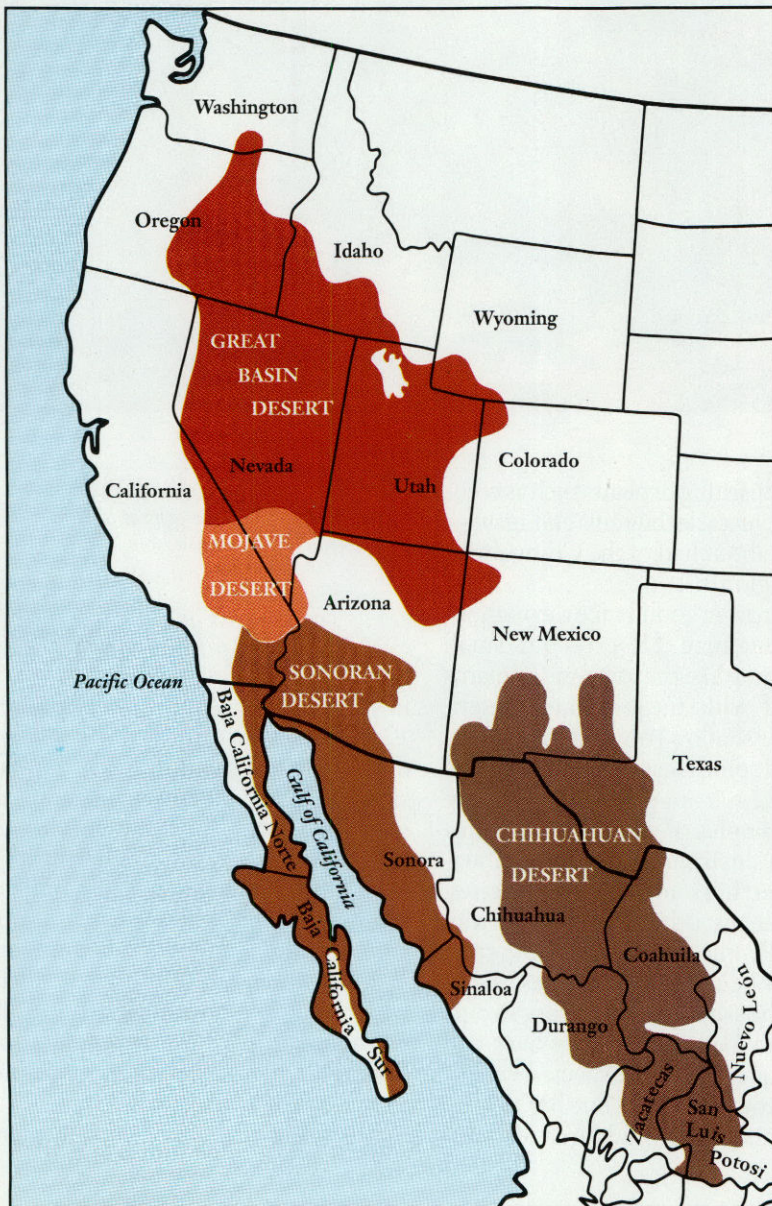 Washington
Oregon
Idaho
Wyoming
GREAT
BASIN
DESERT
Nevada
Utah
Colorado
California
MOJAVE
DESERT
Arizona
New Mexico
Pacific Ocean
SONORAN
DESERT
Baja California Norte
Gulf of California
Texas
CHIHUAHUAN
DESERT
Sonora
Chihuahua
Coahuila
Baja California Sur
Sinaloa
Durango
Nuevo León
Zacatecas
San
Luis
Potosi